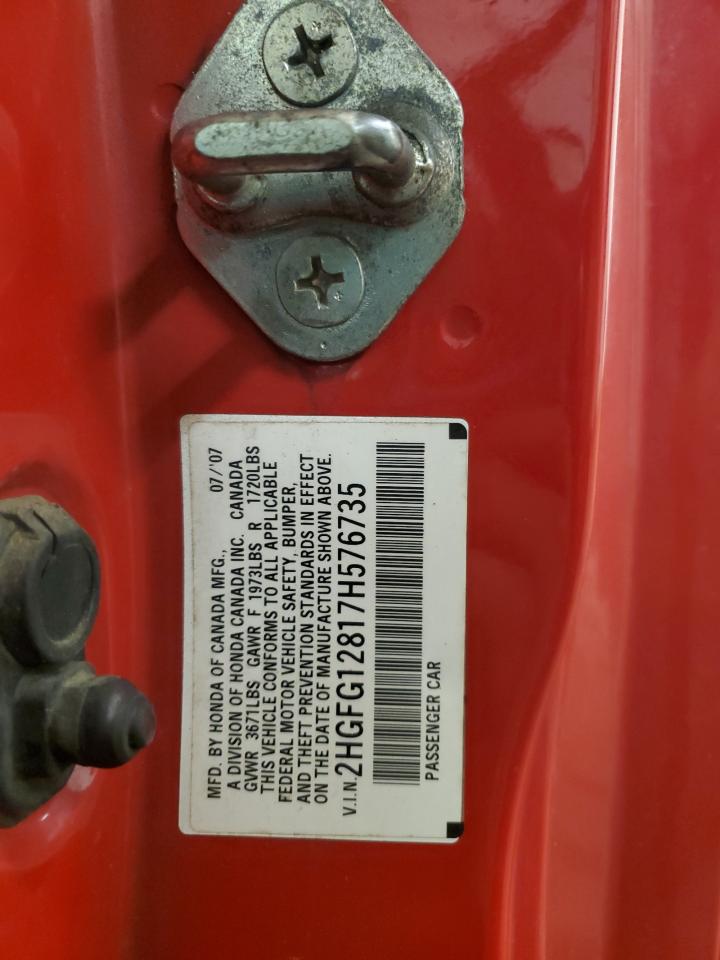 MFD. BY HONDA OF CANADA MFG., 07/'07
A DIVISION OF HONDA CANADA INC. CANADA
GVWR 3671LBS GAWR F 1973LBS R 1720LBS
THIS VEHICLE CONFORMS TO ALL APPLICABLE
FEDERAL MOTOR VEHICLE SAFETY, BUMPER,
AND THEFT PREVENTION STANDARDS IN EFFECT
ON THE DATE OF MANUFACTURE SHOWN ABOVE.
V.I.N. 2HGFG12817H576735
PASSENGER CAR